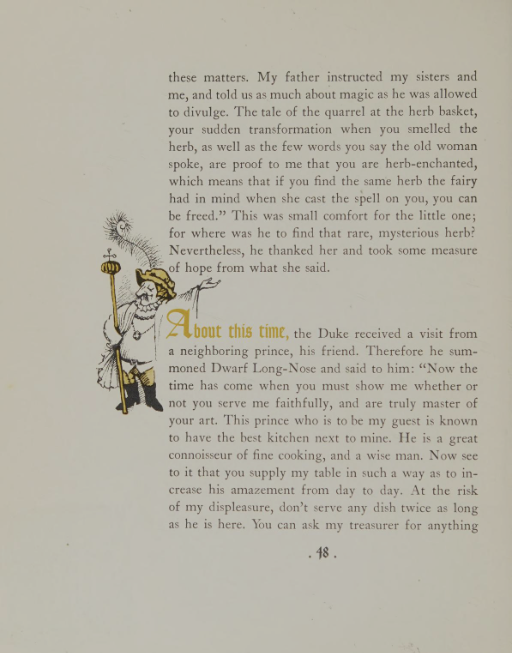 these matters. My father instructed my sisters and
me, and told us as much about magic as he was allowed
to divulge. The tale of the quarrel at the herb basket,
your sudden transformation when you smelled the
herb, as well as the few words you say the old woman
spoke, are proof to me that you are herb-enchanted,
which means that if you find the same herb the fairy
had in mind when she cast the spell on you, you can
be freed.” This was small comfort for the little one;
for where was he to find that rare, mysterious herb?
Nevertheless, he thanked her and took some measure
of hope from what she said.
About this time, the Duke received a visit from
a neighboring prince, his friend. Therefore he sum-
moned Dwarf Long-Nose and said to him: “Now the
time has come when you must show me whether or
not you serve me faithfully, and are truly master of
your art. This prince who is to be my guest is known
to have the best kitchen next to mine. He is a great
connoisseur of fine cooking, and a wise man. Now see
to it that you supply my table in such a way as to in-
crease his amazement from day to day. At the risk
of my displeasure, don’t serve any dish twice as long
as he is here. You can ask my treasurer for anything
. 48 .